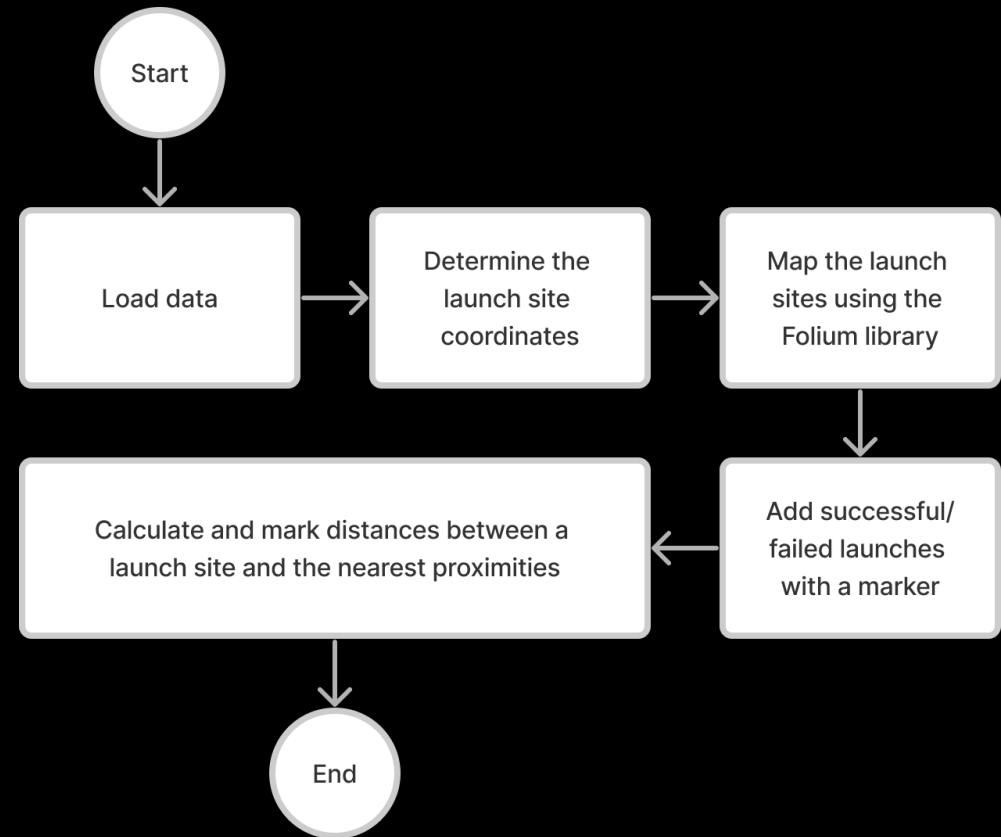 Start
Load data
Determine the
launch site
coordinates
Map the launch
sites using the
Folium library
Add successful/
failed launches
with a marker
Calculate and mark distances between a
launch site and the nearest proximities
End